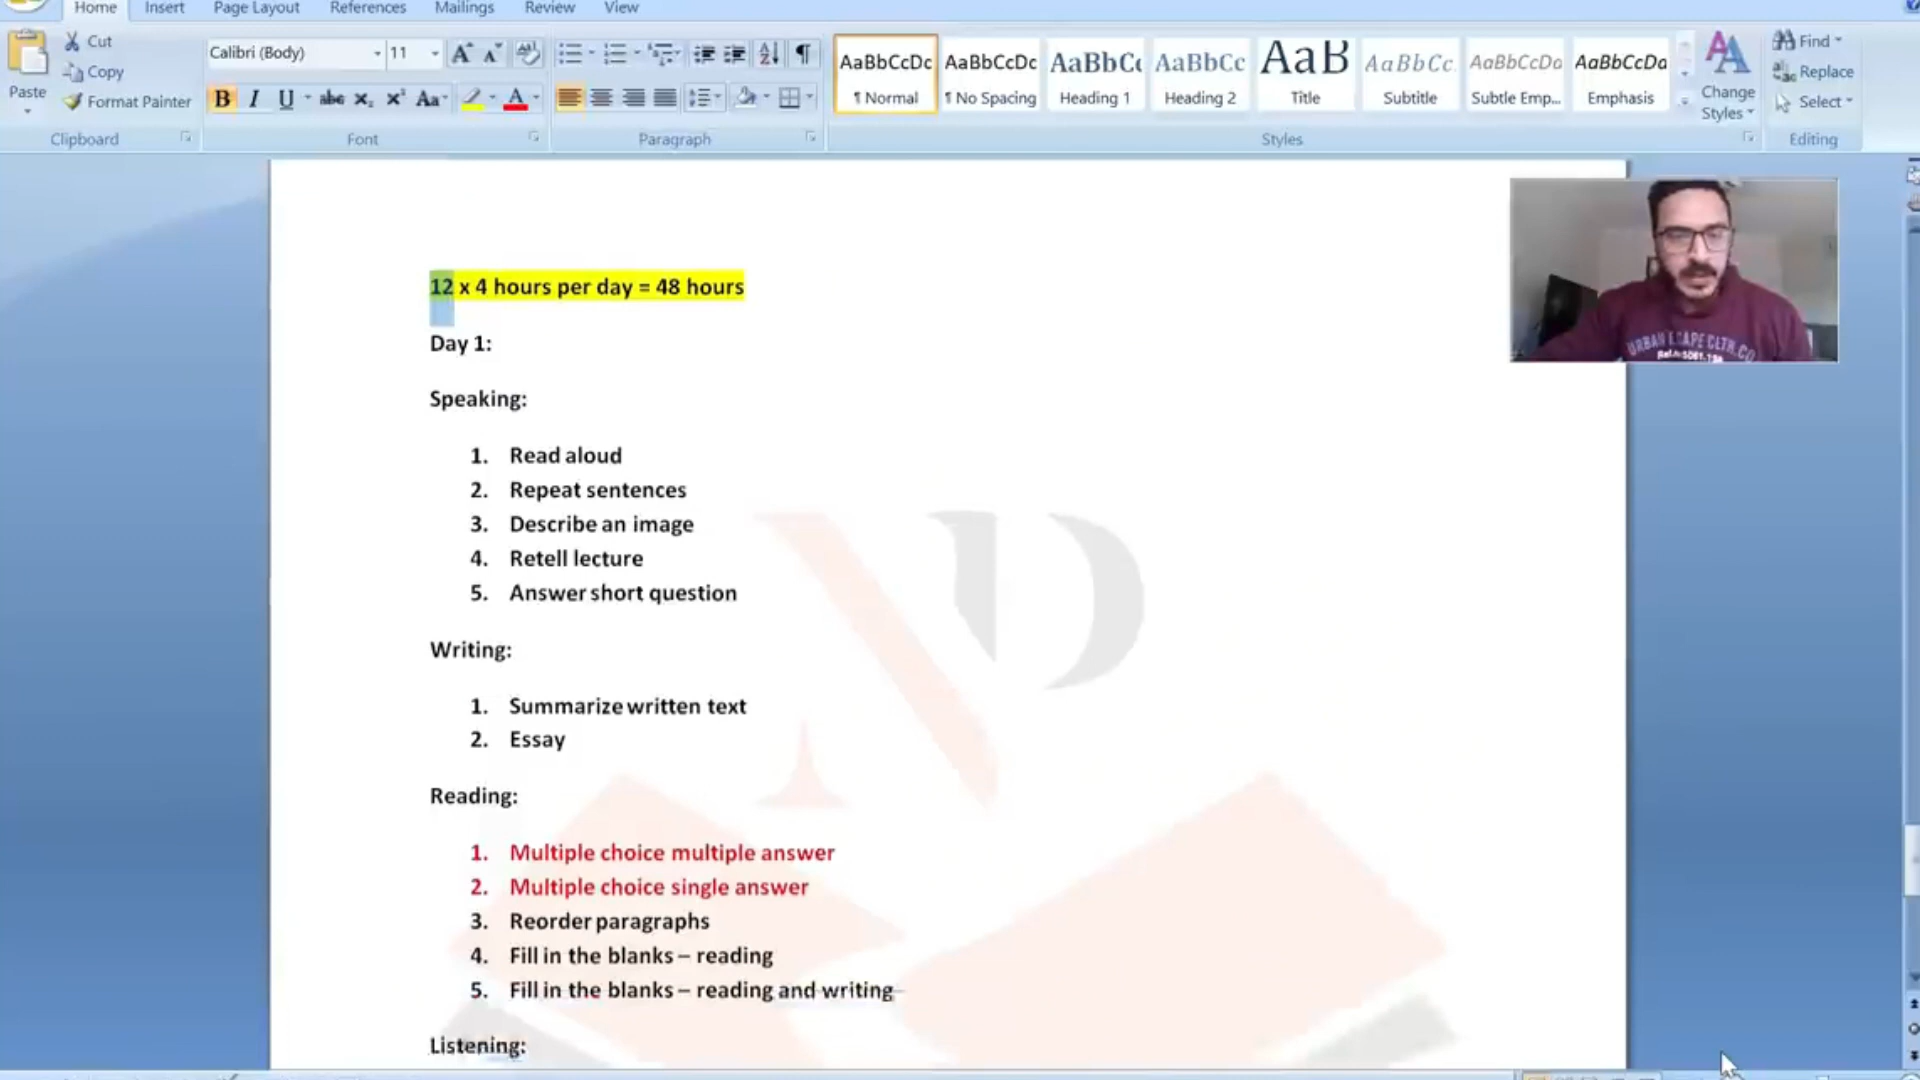 Home Insert Page Layout References Mailings Review View
Cut
Calibri (Body) 11
Find
Copy
Replace
Paste
Format Painter
B I U abc x₂ x² Aa
AaBbCcDc AaBbCcDc AaBbCc AaBbCc AaB AaBbCc. AaBbCcDa AaBbCcDa
¶ Normal ¶ No Spacing Heading 1 Heading 2 Title Subtitle Subtle Emp... Emphasis
Change Styles
Select
Clipboard Font Paragraph Styles Editing
12 x 4 hours per day = 48 hours
Day 1:
Speaking:
1. Read aloud
2. Repeat sentences
3. Describe an image
4. Retell lecture
5. Answer short question
Writing:
1. Summarize written text
2. Essay
Reading:
1. Multiple choice multiple answer
2. Multiple choice single answer
3. Reorder paragraphs
4. Fill in the blanks – reading
5. Fill in the blanks – reading and writing
Listening: